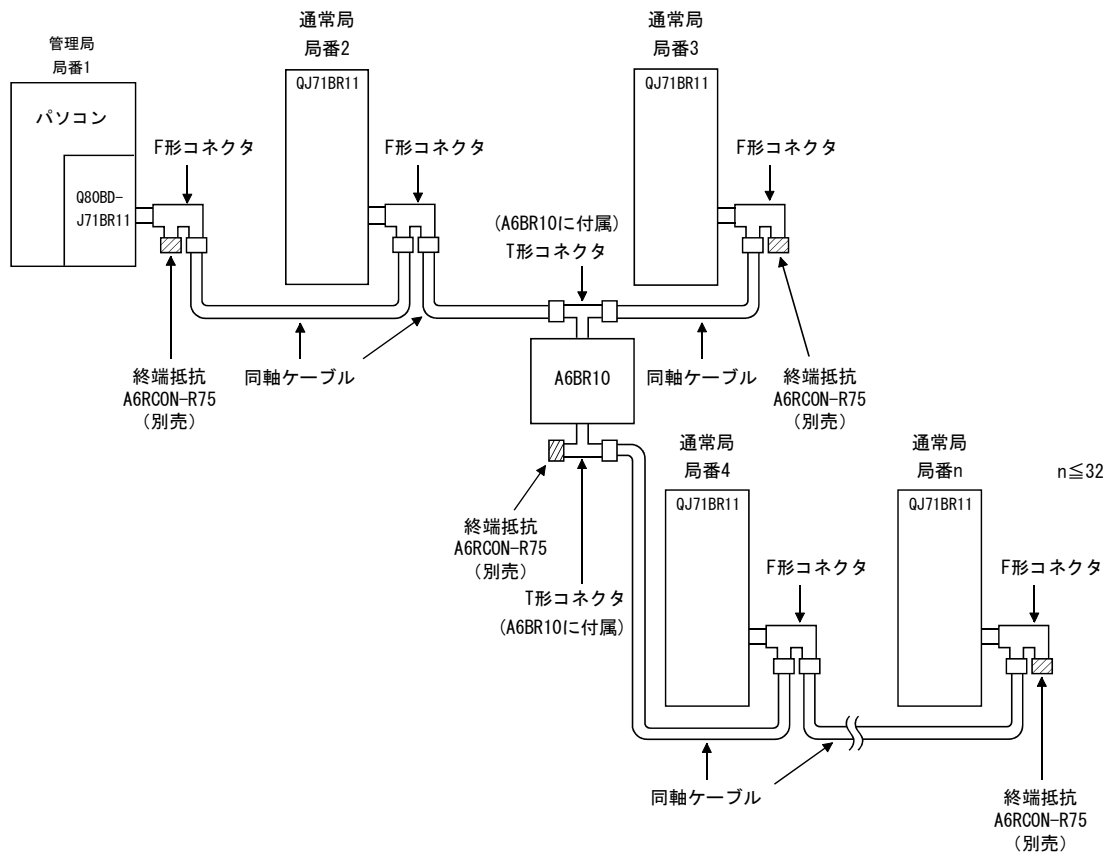 管理局
局番1
パソコン
Q80BD-
J71BR11
F形コネクタ
通常局
局番2
QJ71BR11
F形コネクタ
通常局
局番3
QJ71BR11
F形コネクタ
(A6BR10に付属)
T形コネクタ
終端抵抗
A6RCON-R75
(別売)
同軸ケーブル
A6BR10
同軸ケーブル
終端抵抗
A6RCON-R75
(別売)
終端抵抗
A6RCON-R75
(別売)
T形コネクタ
(A6BR10に付属)
通常局
局番4
QJ71BR11
F形コネクタ
通常局
局番n
QJ71BR11
n≦32
F形コネクタ
同軸ケーブル
終端抵抗
A6RCON-R75
(別売)